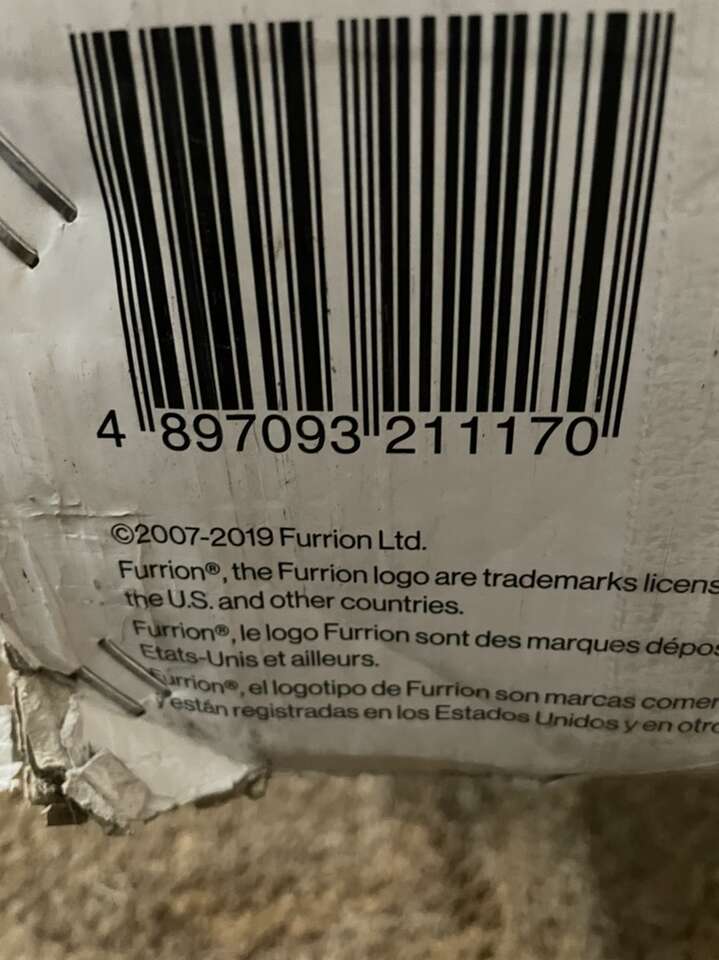 4 897093 211170
©2007-2019 Furrion Ltd.
Furrion®, the Furrion logo are trademarks licens
the U.S. and other countries.
Furrion®, le logo Furrion sont des marques dépos
Etats-Unis et ailleurs.
Furrion®, el logotipo de Furrion son marcas comer
y están registradas en los Estados Unidos y en otro